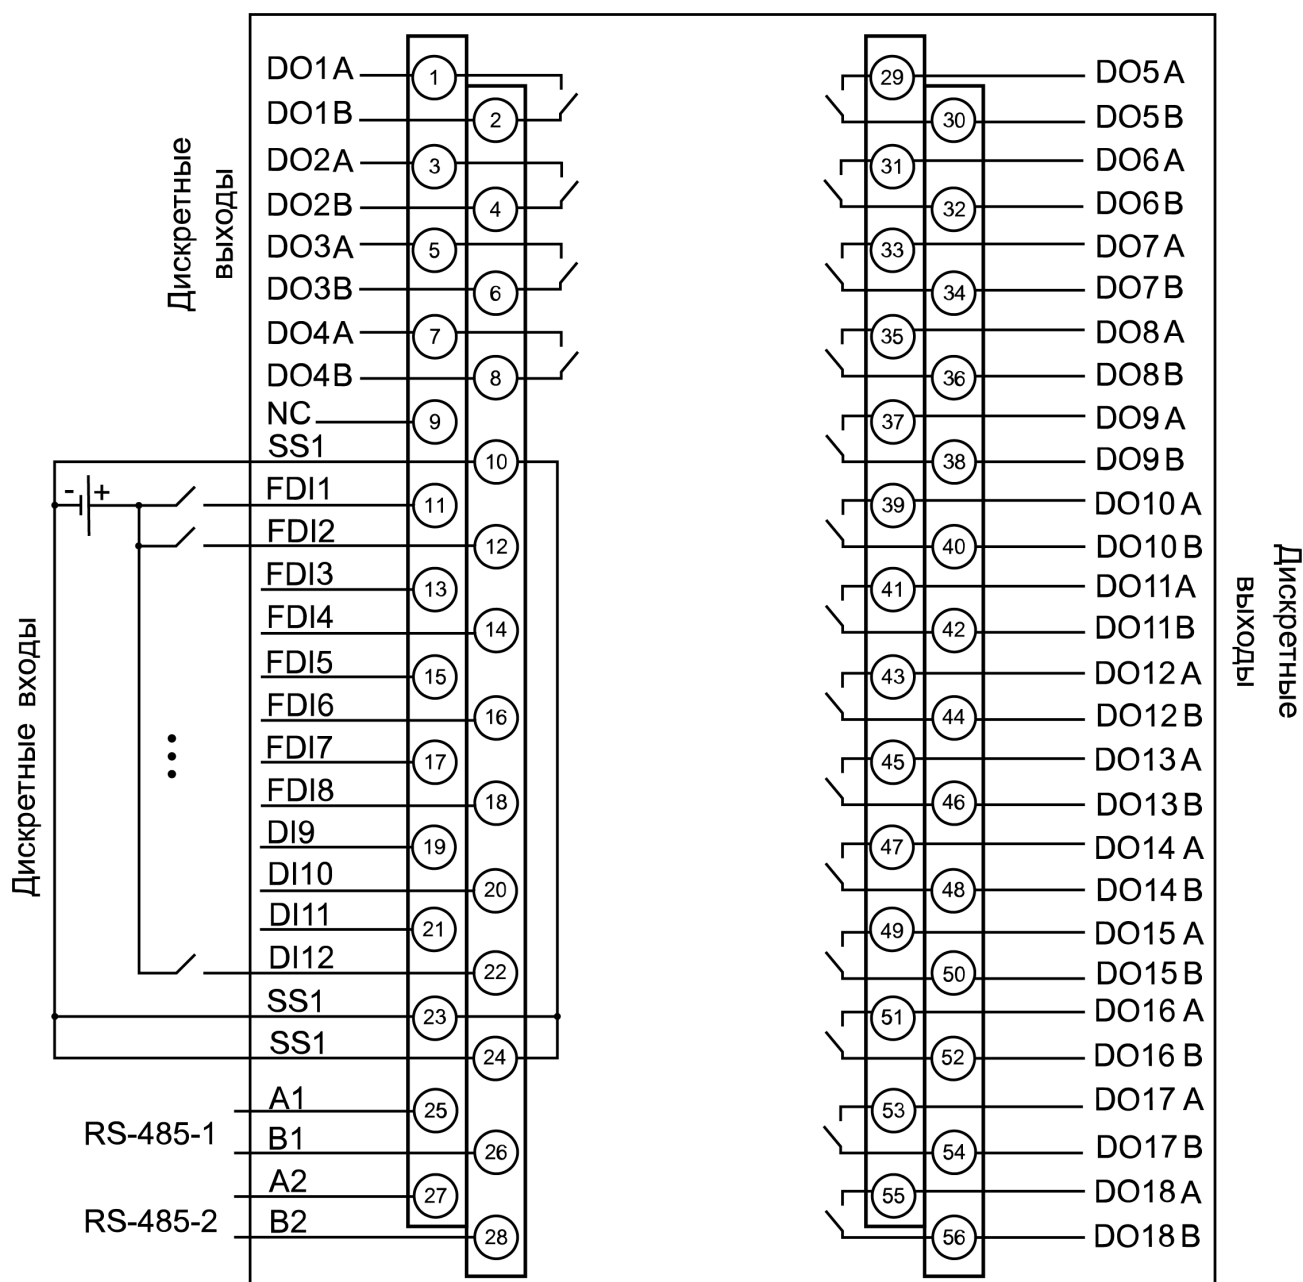 Дискретные
выходы
DO1A 1
DO1B 2
DO2A 3
DO2B 4
DO3A 5
DO3B 6
DO4A 7
DO4B 8
NC 9
SS1 10
- +
FDI1 11
FDI2 12
FDI3 13
FDI4 14
FDI5 15
FDI6 16
FDI7 17
FDI8 18
DI9 19
DI10 20
DI11 21
DI12 22
SS1 23
SS1 24
Дискретные входы
RS-485-1
A1 25
B1 26
RS-485-2
A2 27
B2 28
29 DO5A
30 DO5B
31 DO6A
32 DO6B
33 DO7A
34 DO7B
35 DO8A
36 DO8B
37 DO9A
38 DO9B
39 DO10A
40 DO10B
41 DO11A
42 DO11B
43 DO12A
44 DO12B
45 DO13A
46 DO13B
47 DO14A
48 DO14B
49 DO15A
50 DO15B
51 DO16A
52 DO16B
53 DO17A
54 DO17B
55 DO18A
56 DO18B
Дискретные
выходы